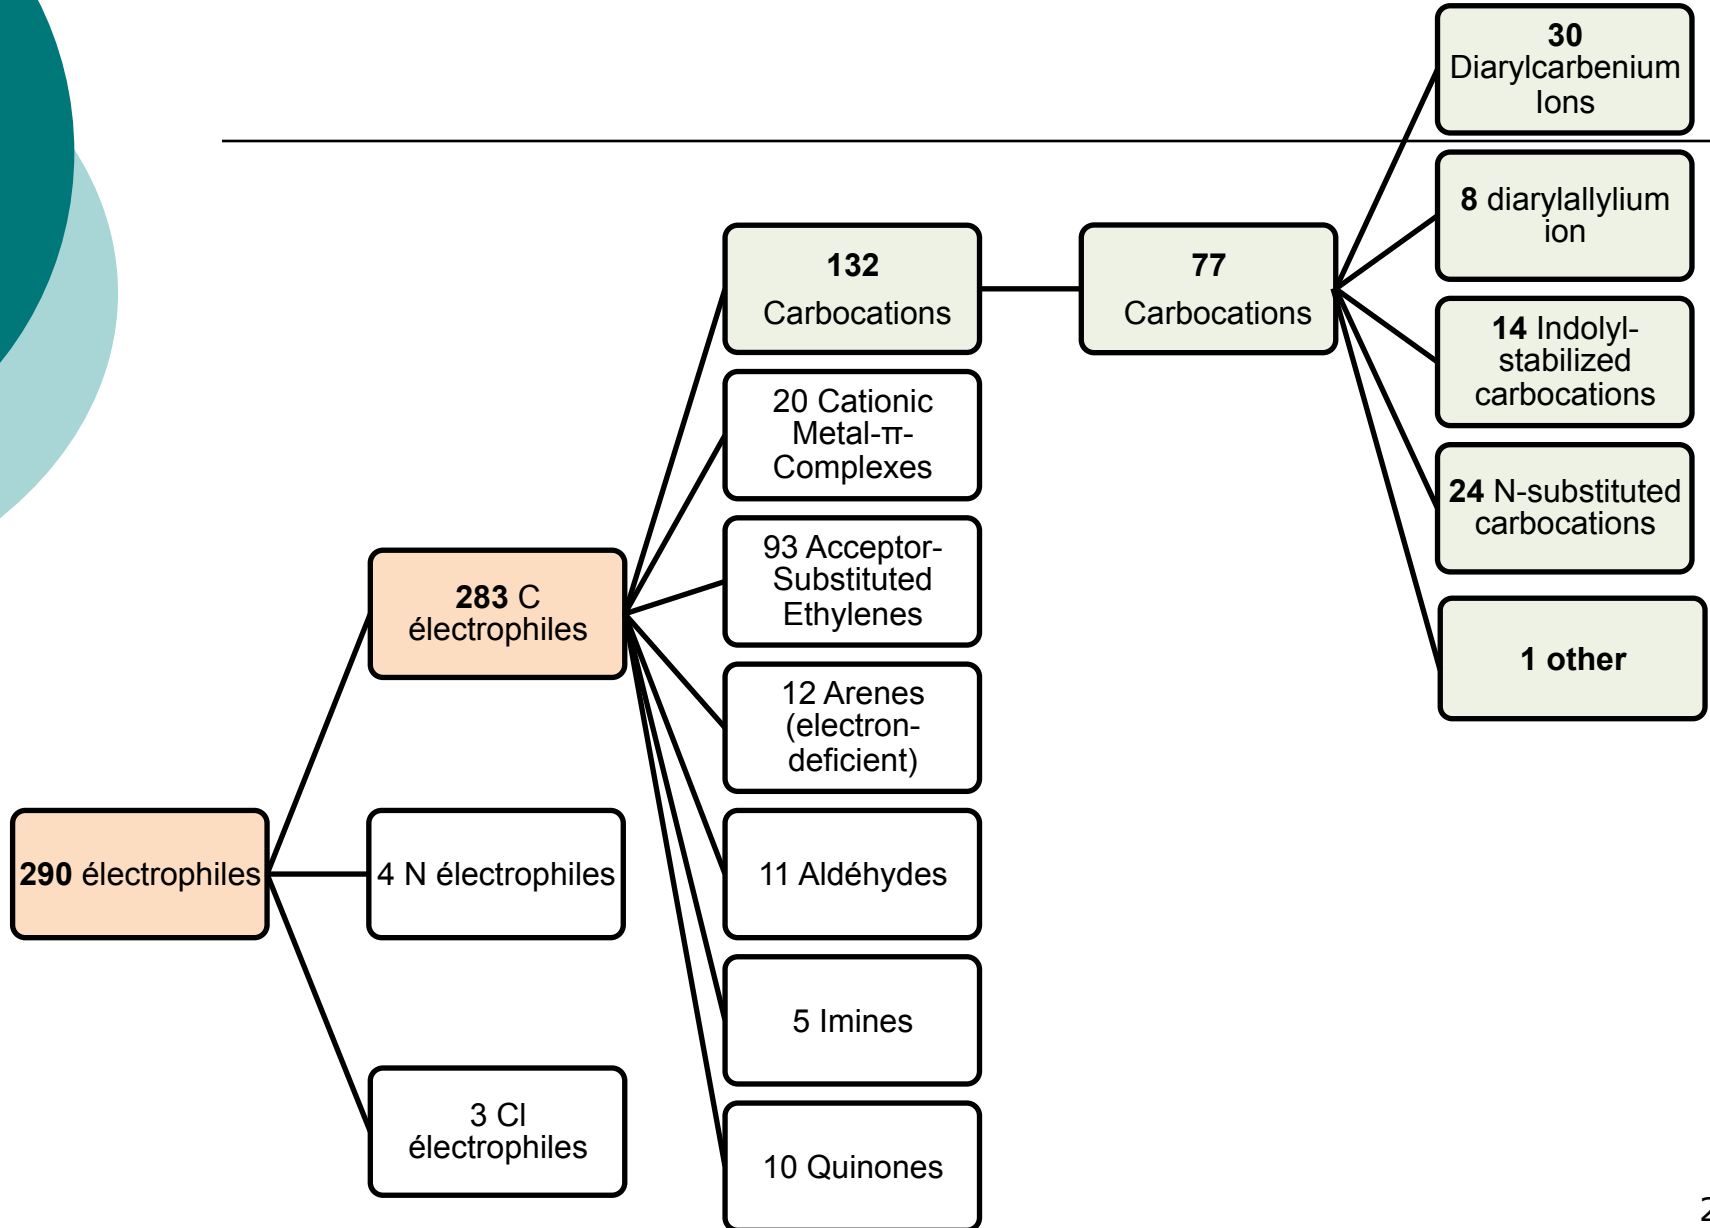 290 électrophiles
283 C
électrophiles
4 N électrophiles
3 Cl
électrophiles
132
Carbocations
20 Cationic
Metal-π-
Complexes
93 Acceptor-
Substituted
Ethylenes
12 Arenes
(electron-
deficient)
11 Aldéhydes
5 Imines
10 Quinones
77
Carbocations
30
Diarylcarbenium
Ions
8 diarylallylium
ion
14 Indolyl-
stabilized
carbocations
24 N-substituted
carbocations
1 other